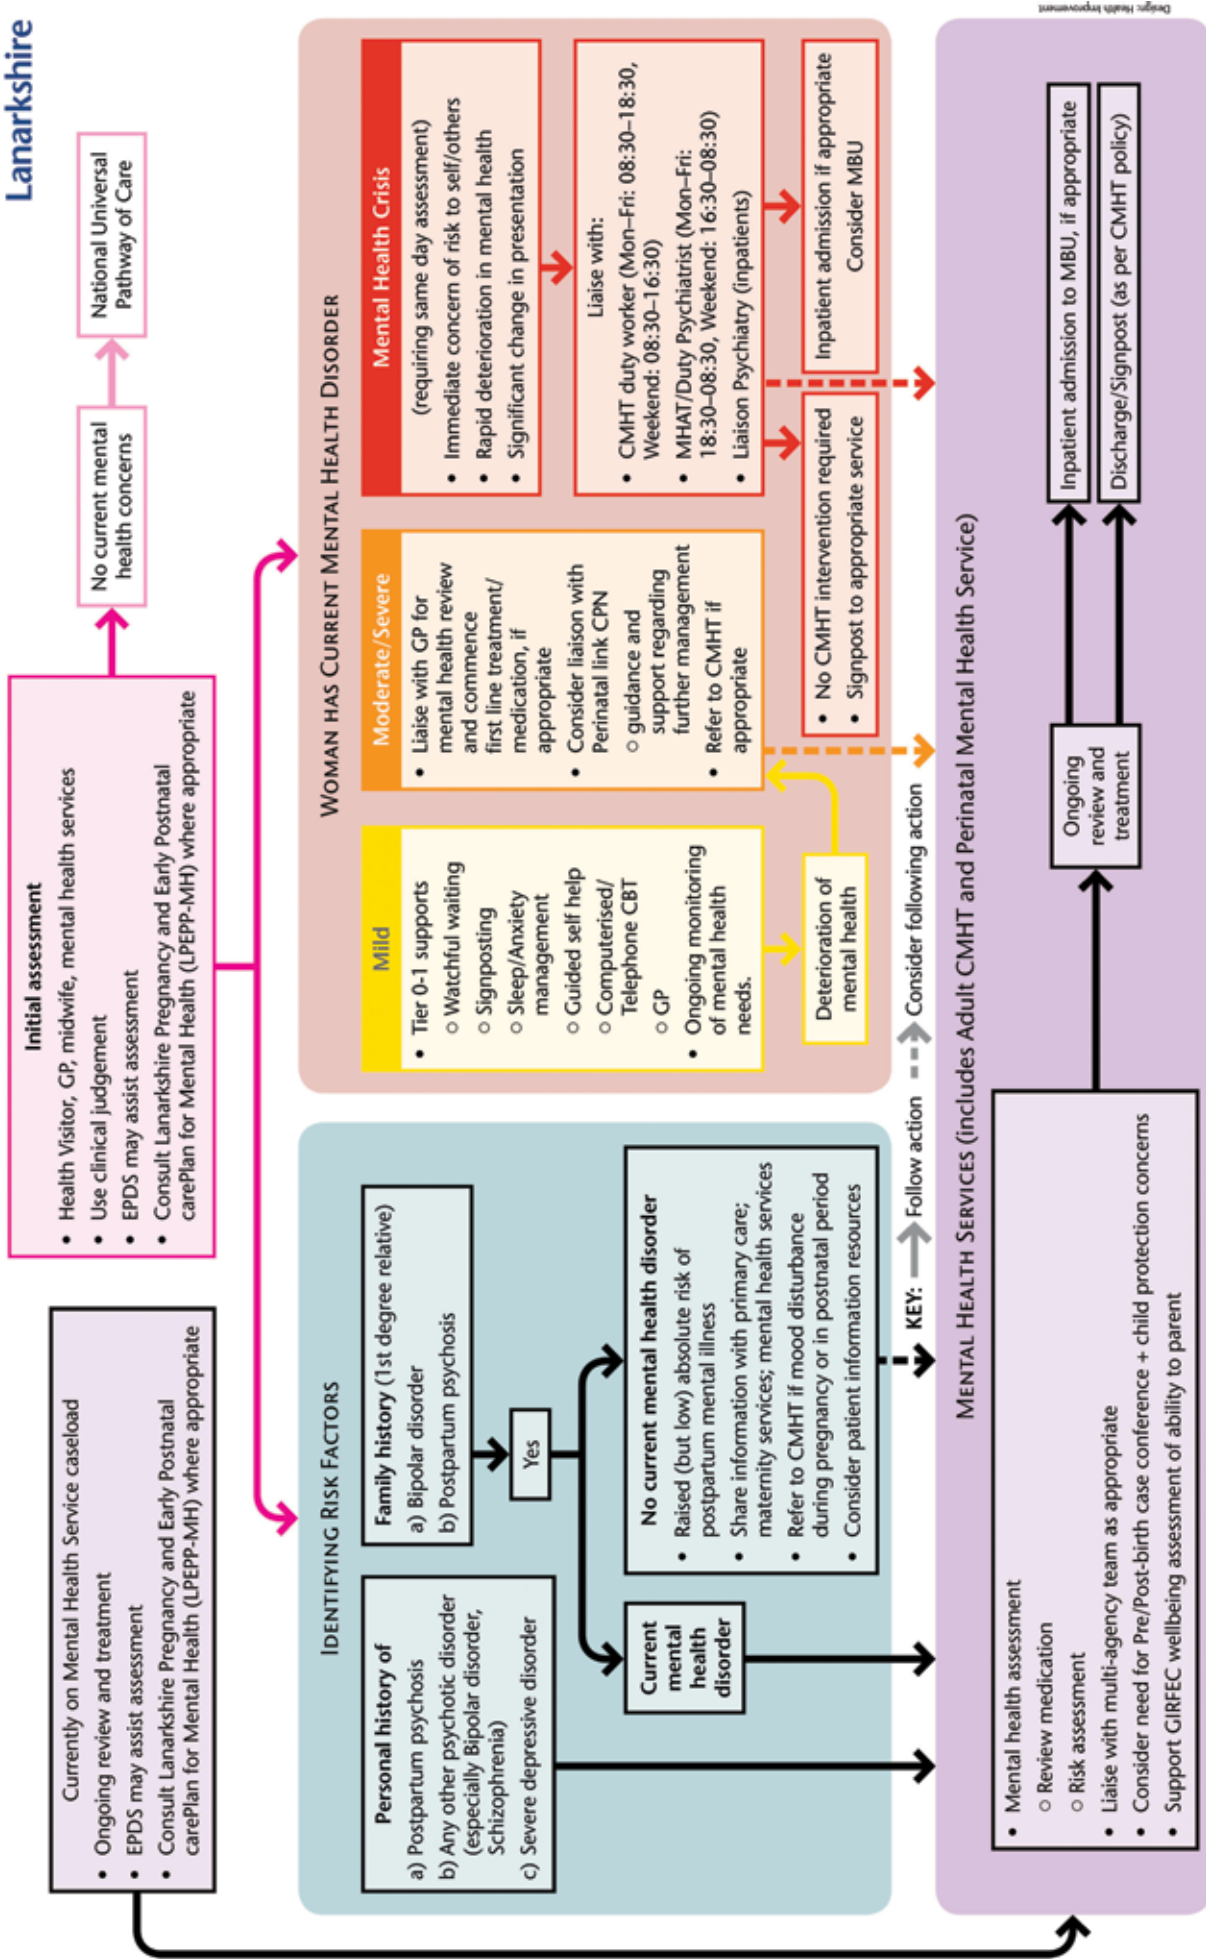 Lanarkshire
Currently on Mental Health Service caseload
• Ongoing review and treatment
• EPDS may assist assessment
• Consult Lanarkshire Pregnancy and Early Postnatal
carePlan for Mental Health (LPEPP-MH) where appropriate
Initial assessment
• Health Visitor, GP, midwife, mental health services
• Use clinical judgement
• EPDS may assist assessment
• Consult Lanarkshire Pregnancy and Early Postnatal
carePlan for Mental Health (LPEPP-MH) where appropriate
No current mental
health concerns
National Universal
Pathway of Care
IDENTIFYING RISK FACTORS
Personal history of
a) Postpartum psychosis
b) Any other psychotic disorder
(especially Bipolar disorder,
Schizophrenia)
c) Severe depressive disorder
Family history (1st degree relative)
a) Bipolar disorder
b) Postpartum psychosis
Yes
Current
mental
health
disorder
No current mental health disorder
• Raised (but low) absolute risk of
postpartum mental illness
• Share information with primary care;
maternity services; mental health services
• Refer to CMHT if mood disturbance
during pregnancy or in postnatal period
• Consider patient information resources
WOMAN HAS CURRENT MENTAL HEALTH DISORDER
Mild
• Tier 0-1 supports
○ Watchful waiting
○ Signposting
○ Sleep/Anxiety
management
○ Guided self help
○ Computerised/
Telephone CBT
○ GP
• Ongoing monitoring
of mental health
needs.
Deterioration of
mental health
Moderate/Severe
• Liaise with GP for
mental health review
and commence
first line treatment/
medication, if
appropriate
• Consider liaison with
Perinatal link CPN
○ guidance and
support regarding
further management
• Refer to CMHT if
appropriate
Mental Health Crisis
(requiring same day assessment)
• Immediate concern of risk to self/others
• Rapid deterioration in mental health
• Significant change in presentation
Liaise with:
• CMHT duty worker (Mon–Fri: 08:30–18:30,
Weekend: 08:30–16:30)
• MHAT/Duty Psychiatrist (Mon–Fri:
18:30–08:30, Weekend: 16:30–08:30)
• Liaison Psychiatry (inpatients)
• No CMHT intervention required
• Signpost to appropriate service
Inpatient admission if appropriate
Consider MBU
KEY: Follow action Consider following action
MENTAL HEALTH SERVICES (includes Adult CMHT and Perinatal Mental Health Service)
• Mental health assessment
○ Review medication
○ Risk assessment
• Liaise with multi-agency team as appropriate
• Consider need for Pre/Post-birth case conference + child protection concerns
• Support GIRFEC wellbeing assessment of ability to parent
Ongoing
review and
treatment
Inpatient admission to MBU, if appropriate
Discharge/Signpost (as per CMHT policy)
Design: Health Improvement